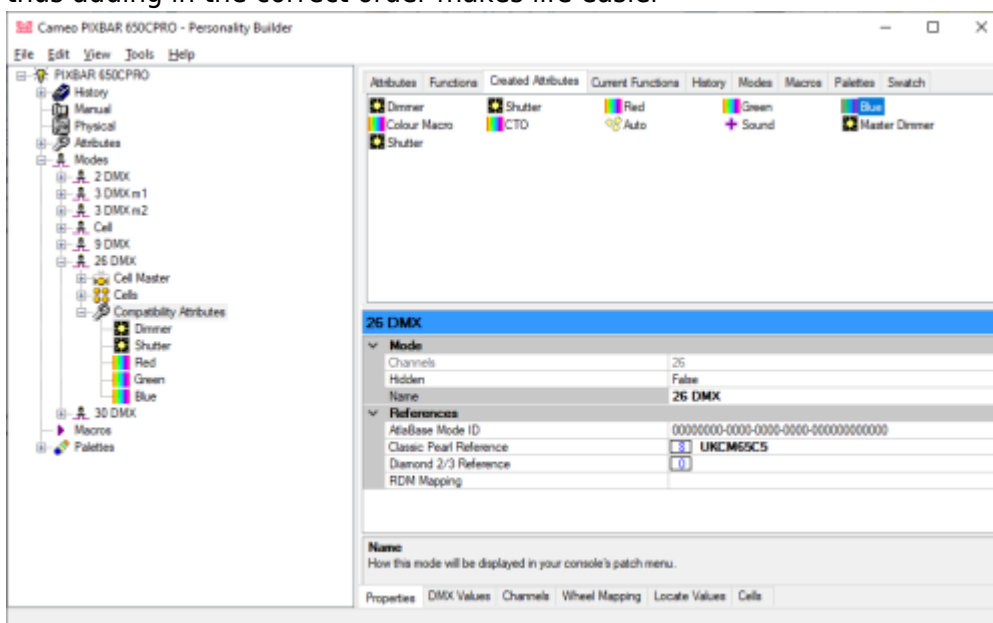 thus adding in the correct order makes life easier
Cameo PIXBAR 650CPRO - Personality Builder
File Edit View Tools Help
PIXBAR 650CPRO
History
Manual
Physical
Attributes
Modes
2 DMX
3 DMX m1
3 DMX m2
Cell
9 DMX
26 DMX
Cell Master
Cells
Compatibility Attributes
Dimmer
Shutter
Red
Green
Blue
30 DMX
Macros
Palettes
Attributes Functions Created Attributes Current Functions History Modes Macros Palettes Swatch
Dimmer Shutter Red Green Blue
Colour Macro CTO Auto Sound Master Dimmer
Shutter
26 DMX
Mode
Channels 26
Hidden False
Name 26 DMX
References
AtlaBase Mode ID 00000000-0000-0000-0000-000000000000
Classic Pearl Reference 8 UKCM65C5
Diamond 2/3 Reference 0
RDM Mapping
Name
How this mode will be displayed in your console's patch menu.
Properties DMX Values Channels Wheel Mapping Locate Values Cells